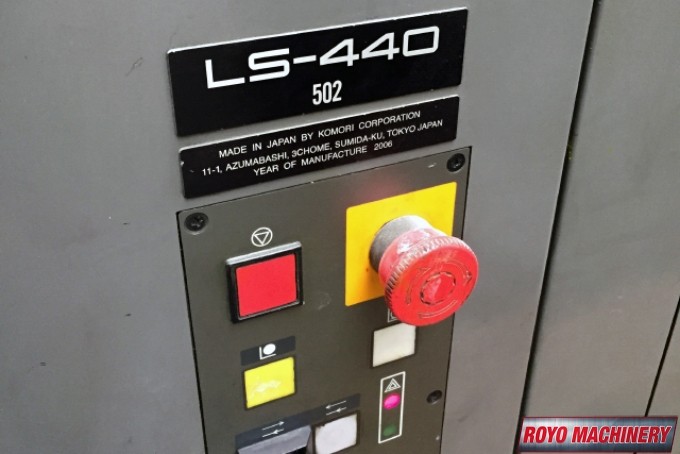 LS-440
502
MADE IN JAPAN BY KOMORI CORPORATION
11-1, AZUMABASHI, 3CHOME, SUMIDA-KU, TOKYO JAPAN
YEAR OF MANUFACTURE 2006
ROYO MACHINERY